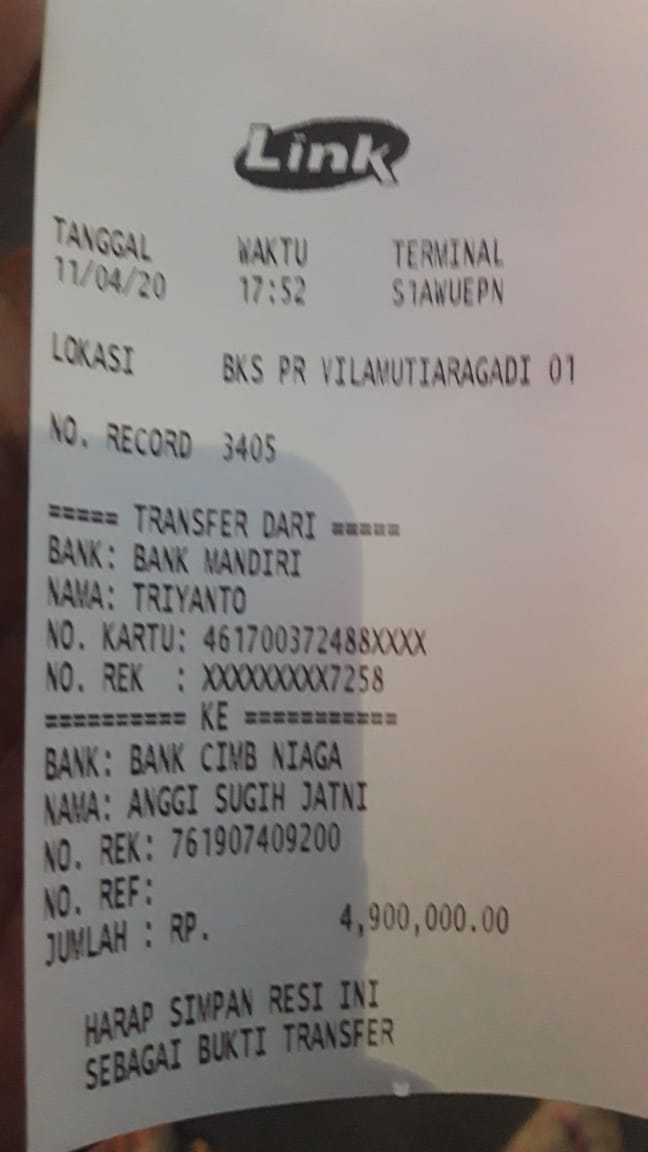 Link
TANGGAL WAKTU TERMINAL
11/04/20 17:52 S1AWUEPN
LOKASI BKS PR VILAMUTIARAGADI 01
NO. RECORD 3405
===== TRANSFER DARI =====
BANK: BANK MANDIRI
NAMA: TRIYANTO
NO. KARTU: 461700372488XXXX
NO. REK : XXXXXXXXX7258
========== KE ===========
BANK: BANK CIMB NIAGA
NAMA: ANGGI SUGIH JATNI
NO. REK: 761907409200
NO. REF:
JUMLAH : RP. 4,900,000.00
HARAP SIMPAN RESI INI
SEBAGAI BUKTI TRANSFER